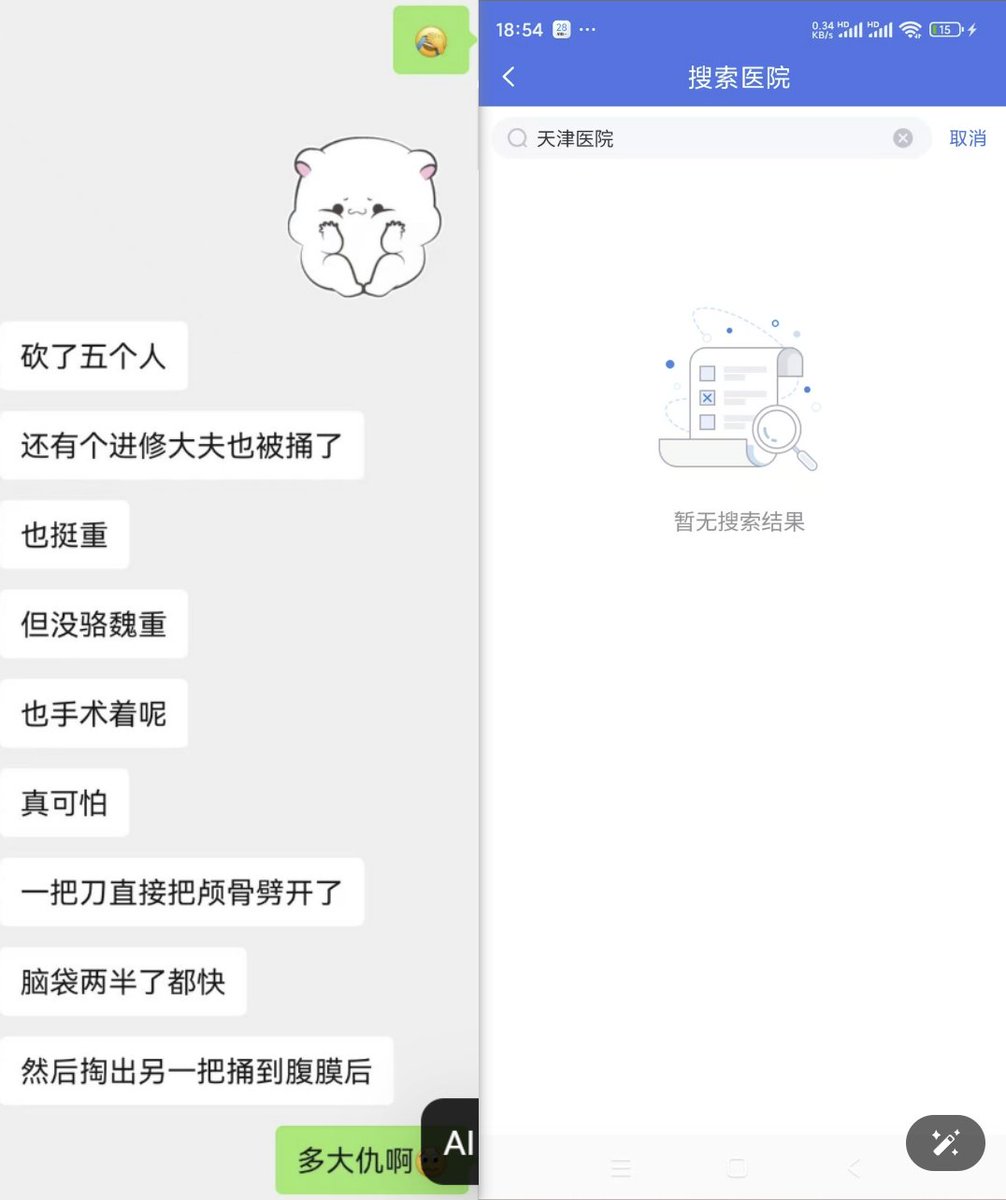 砍了五个人
还有个进修大夫也被捅了
也挺重
但没骆魏重
也手术着呢
真可怕
一把刀直接把颅骨劈开了
脑袋两半了都快
然后掏出另一把捅到腹膜后
多大仇啊
AI
18:54 28 ...
0.34 KB/s HD HD 15
搜索医院
天津医院
取消
暂无搜索结果